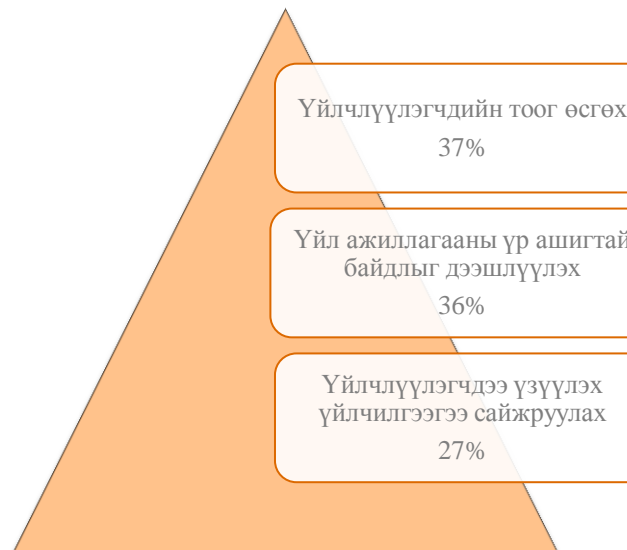 Үйлчлүүлэгчдийн тоог өсгөх
37%
Үйл ажиллагааны үр ашигтай
байдлыг дээшлүүлэх
36%
Үйлчлүүлэгчдээ үзүүлэх
үйлчилгээгээ сайжруулах
27%